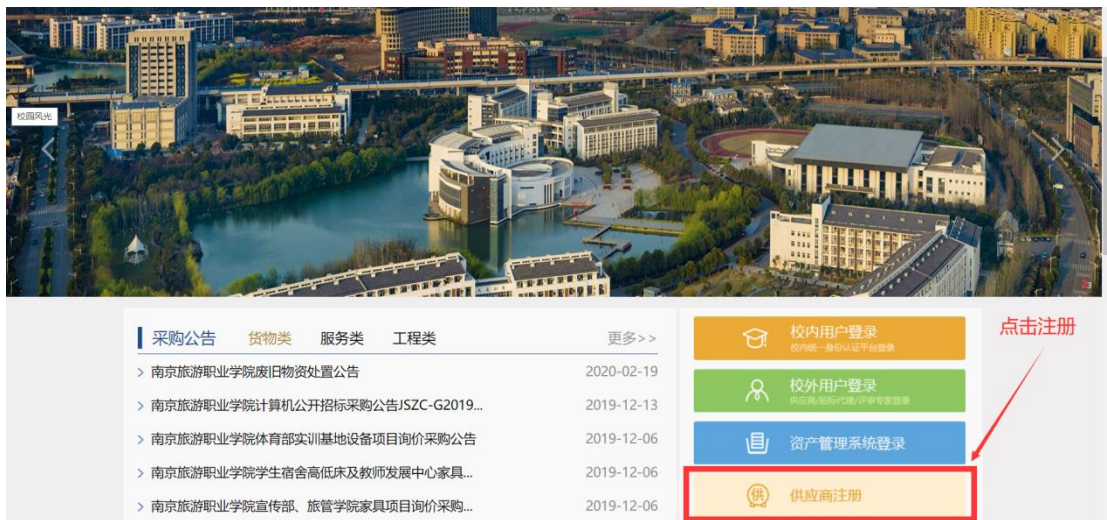 校园风光
23
采购公告 货物类 服务类 工程类 更多>>
南京旅游职业学院废旧物资处置公告 2020-02-19
南京旅游职业学院计算机公开招标采购公告JSZC-G2019... 2019-12-13
南京旅游职业学院体育部实训基地设备项目询价采购公告 2019-12-06
南京旅游职业学院学生宿舍高低床及教师发展中心家具... 2019-12-06
南京旅游职业学院宣传部、旅管学院家具项目询价采购... 2019-12-06
校内用户登录
校内统一身份认证平台登录
校外用户登录
供应商/招标代理/评审专家登录
资产管理系统登录
供 供应商注册
点击注册